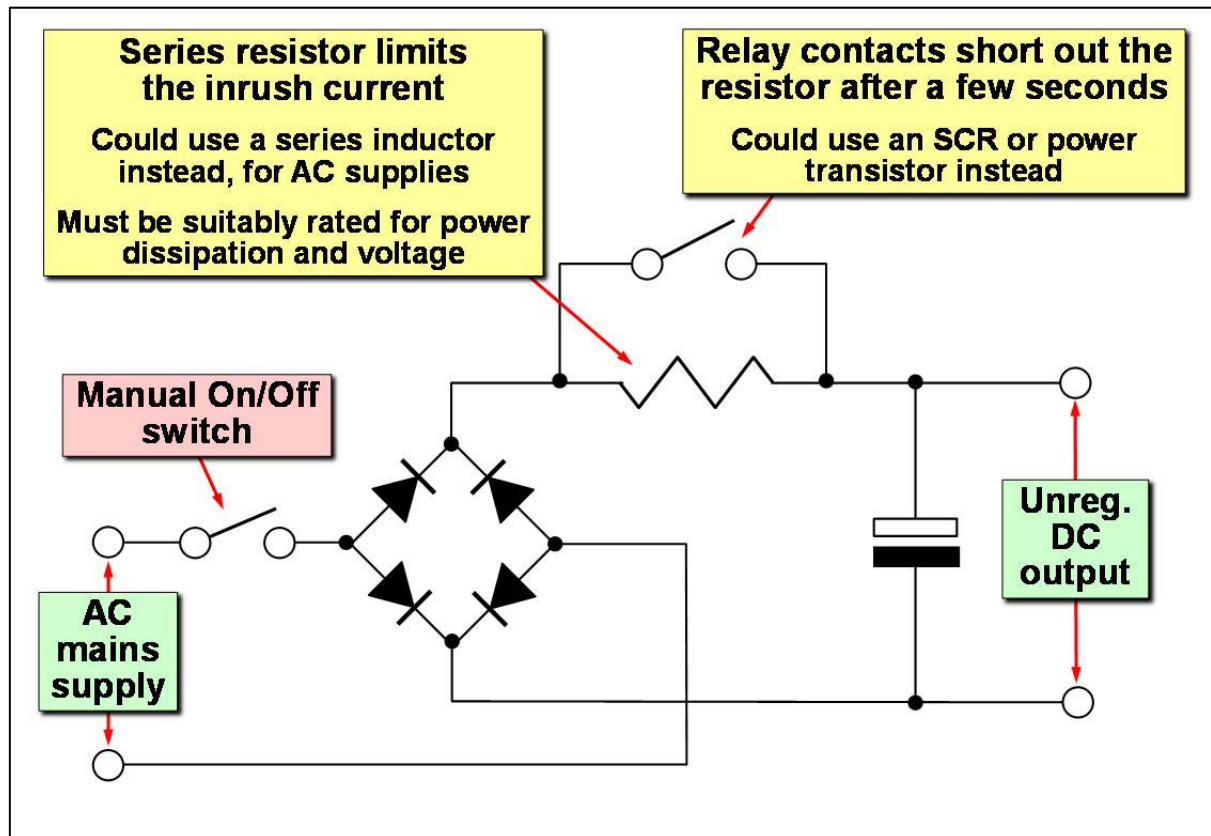 Series resistor limits
the inrush current
Could use a series inductor
instead, for AC supplies
Must be suitably rated for power
dissipation and voltage
Relay contacts short out the
resistor after a few seconds
Could use an SCR or power
transistor instead
Manual On/Off
switch
AC
mains
supply
Unreg.
DC
output